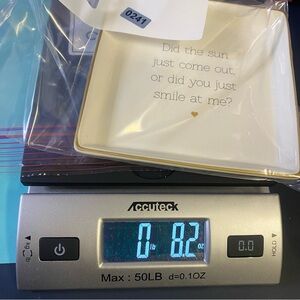 0241
Did the sun
just come out,
or did you just
smile at me?
Accuteck
0 lb 8.2 oz
0.0
HOLD
Max : 50LB d=0.1OZ